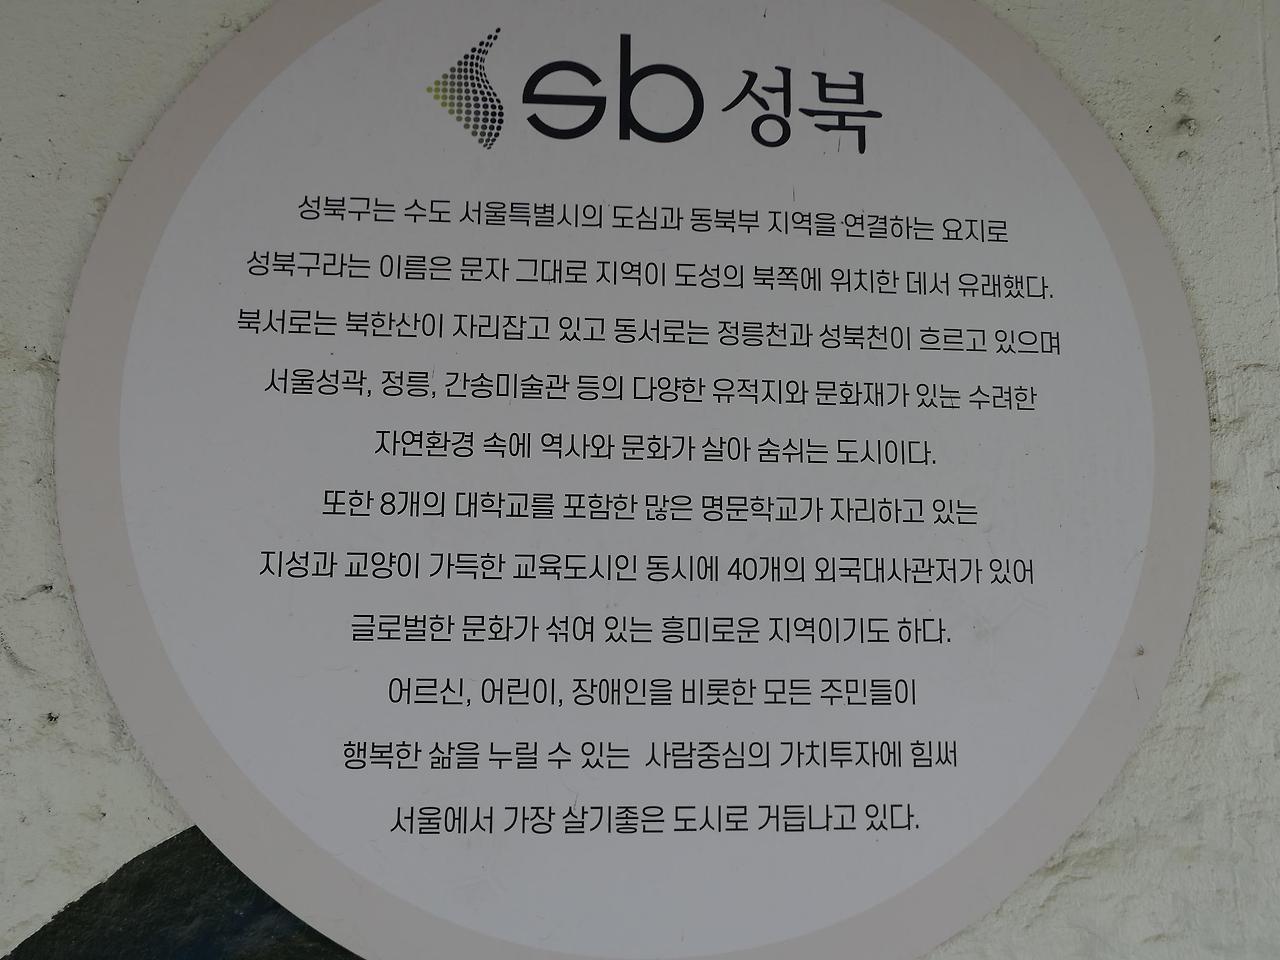 sb 성북
성북구는 수도 서울특별시의 도심과 동북부 지역을 연결하는 요지로
성북구라는 이름은 문자 그대로 지역이 도성의 북쪽에 위치한 데서 유래했다.
북서로는 북한산이 자리잡고 있고 동서로는 정릉천과 성북천이 흐르고 있으며
서울성곽, 정릉, 간송미술관 등의 다양한 유적지와 문화재가 있는 수려한
자연환경 속에 역사와 문화가 살아 숨쉬는 도시이다.
또한 8개의 대학교를 포함한 많은 명문학교가 자리하고 있는
지성과 교양이 가득한 교육도시인 동시에 40개의 외국대사관저가 있어
글로벌한 문화가 섞여 있는 흥미로운 지역이기도 하다.
어르신, 어린이, 장애인을 비롯한 모든 주민들이
행복한 삶을 누릴 수 있는 사람중심의 가치투자에 힘써
서울에서 가장 살기좋은 도시로 거듭나고 있다.